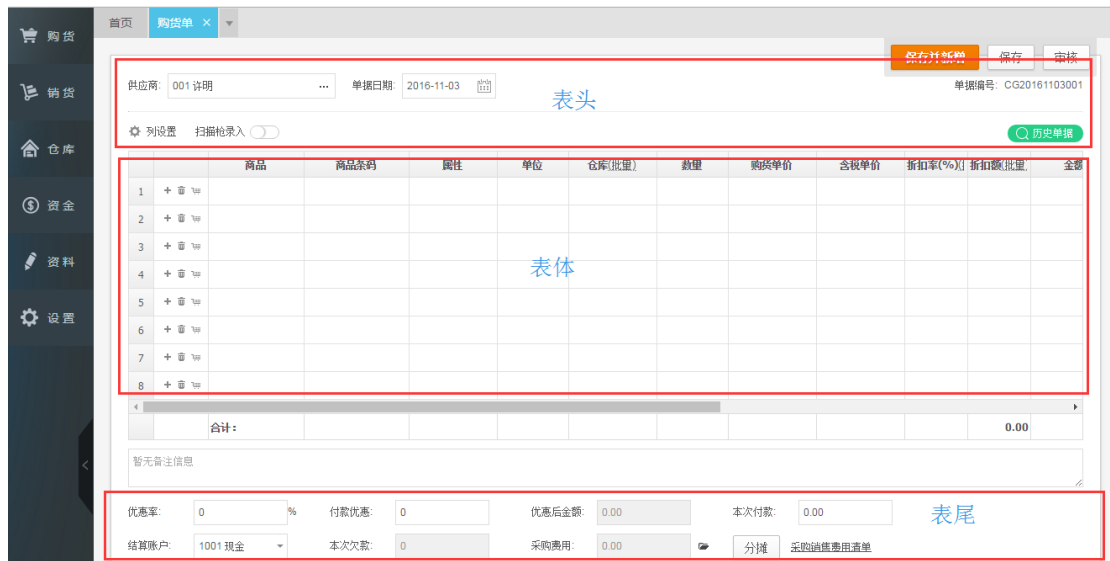 首页 购货单 ×
购货
销货
仓库
资金
资料
设置
保存并新增 保存 审核
供应商: 001 许明 ... 单据日期: 2016-11-03 单据编号: CG20161103001
表头
列设置 扫描枪录入 历史单据
商品 商品条码 属性 单位 仓库(批量) 数量 购货单价 含税单价 折扣率(%)( 折扣额(批量 金额
1
2
3
4
表体
5
6
7
8
合计: 0.00
暂无备注信息
优惠率: 0 % 付款优惠: 0 优惠后金额: 0.00 本次付款: 0.00
表尾
结算账户: 1001 现金 本次欠款: 0 采购费用: 0.00 分摊 采购销售费用清单